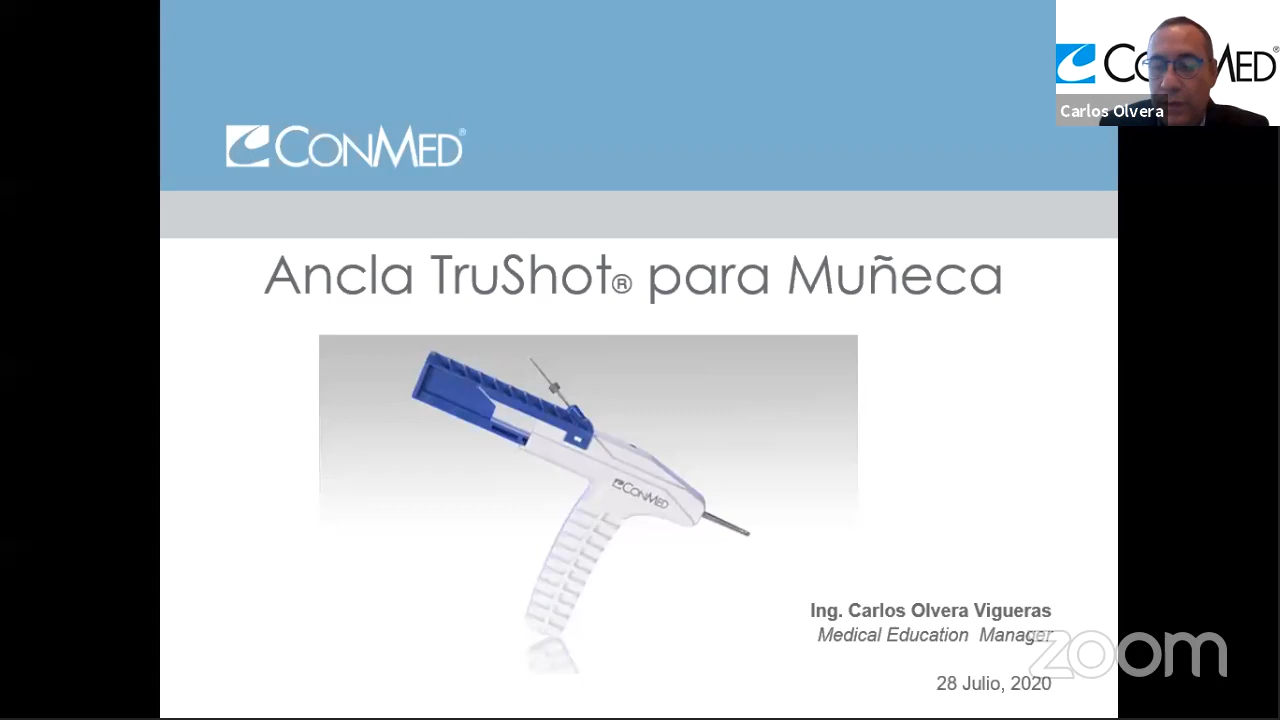 CONMED®
Carlos Olvera
CONMED®
Ancla TruShot® para Muñeca
CONMED
Ing. Carlos Olvera Vigueras
Medical Education Manager
28 Julio, 2020
zoom